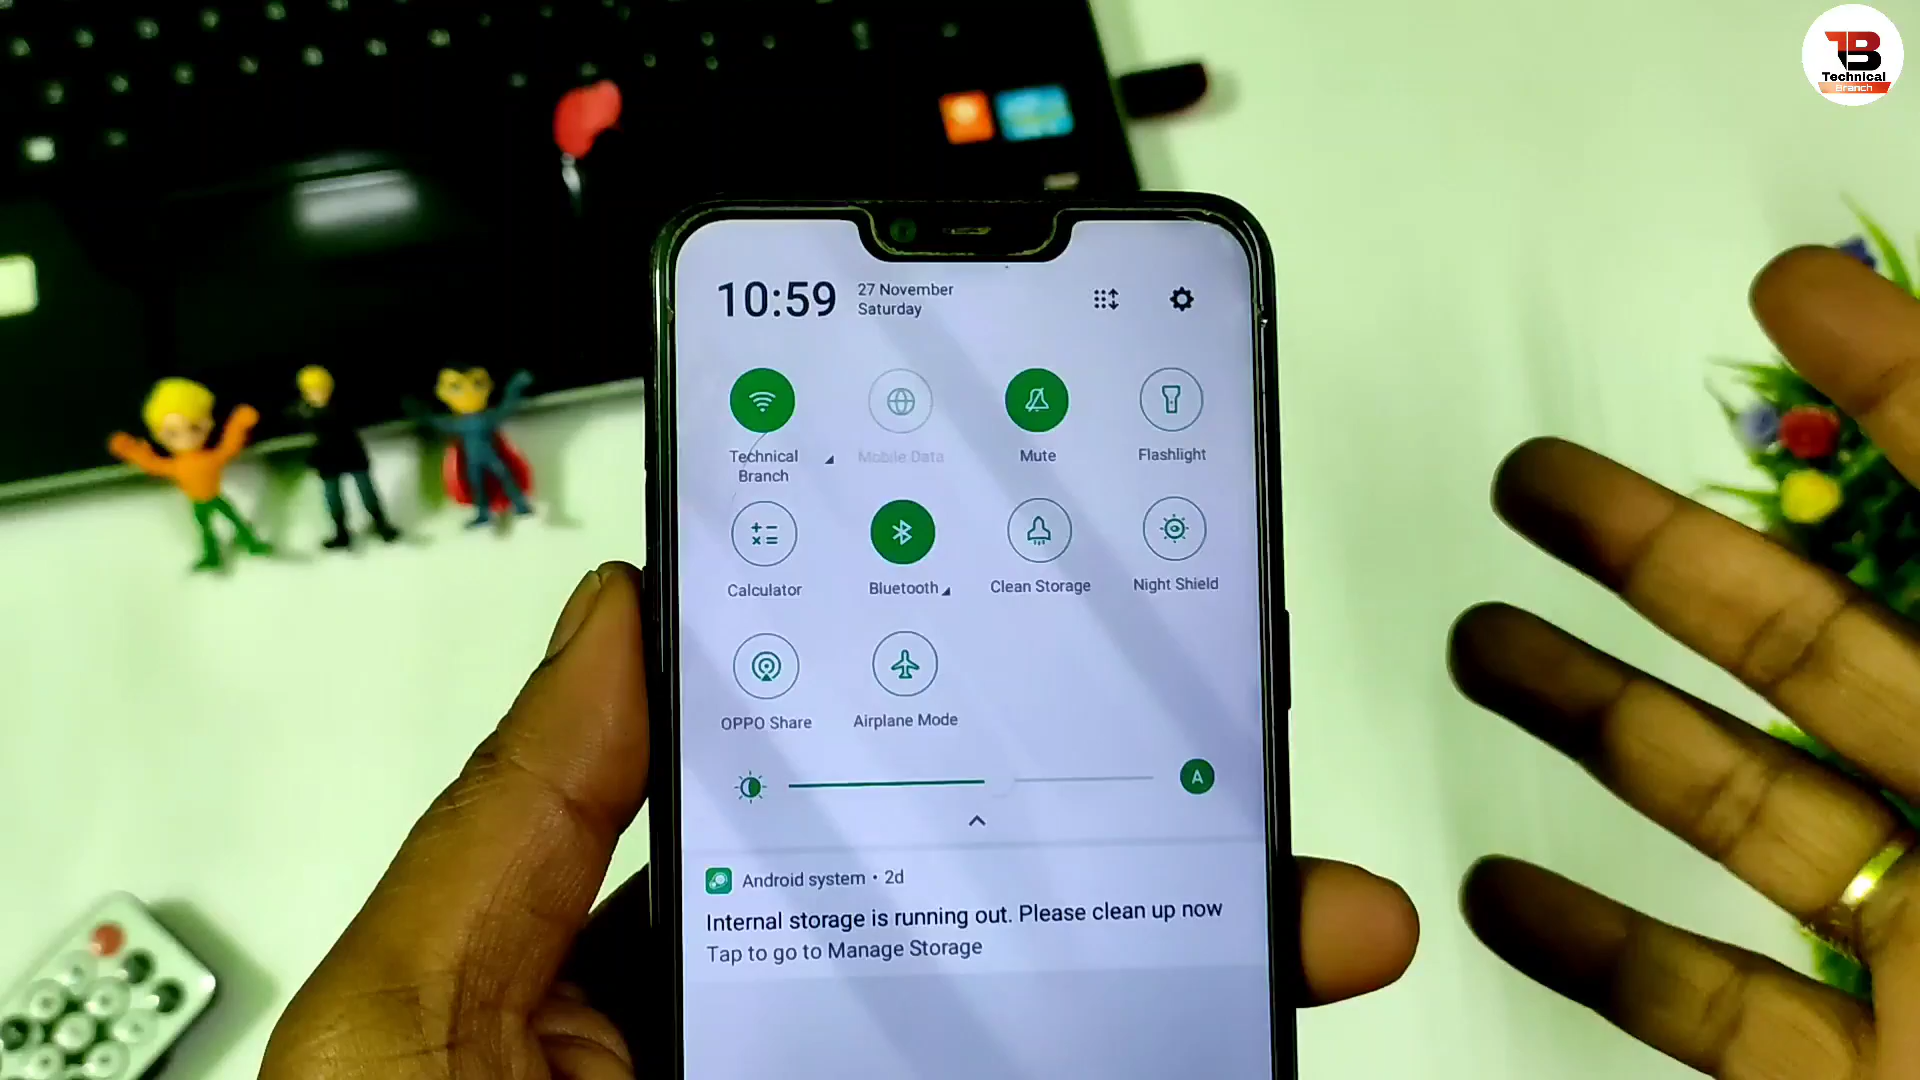 TB
Technical
Branch
10:59
27 November
Saturday
Technical
Branch
Mobile Data
Mute
Flashlight
Calculator
Bluetooth
Clean Storage
Night Shield
OPPO Share
Airplane Mode
A
Android system • 2d
Internal storage is running out. Please clean up now
Tap to go to Manage Storage